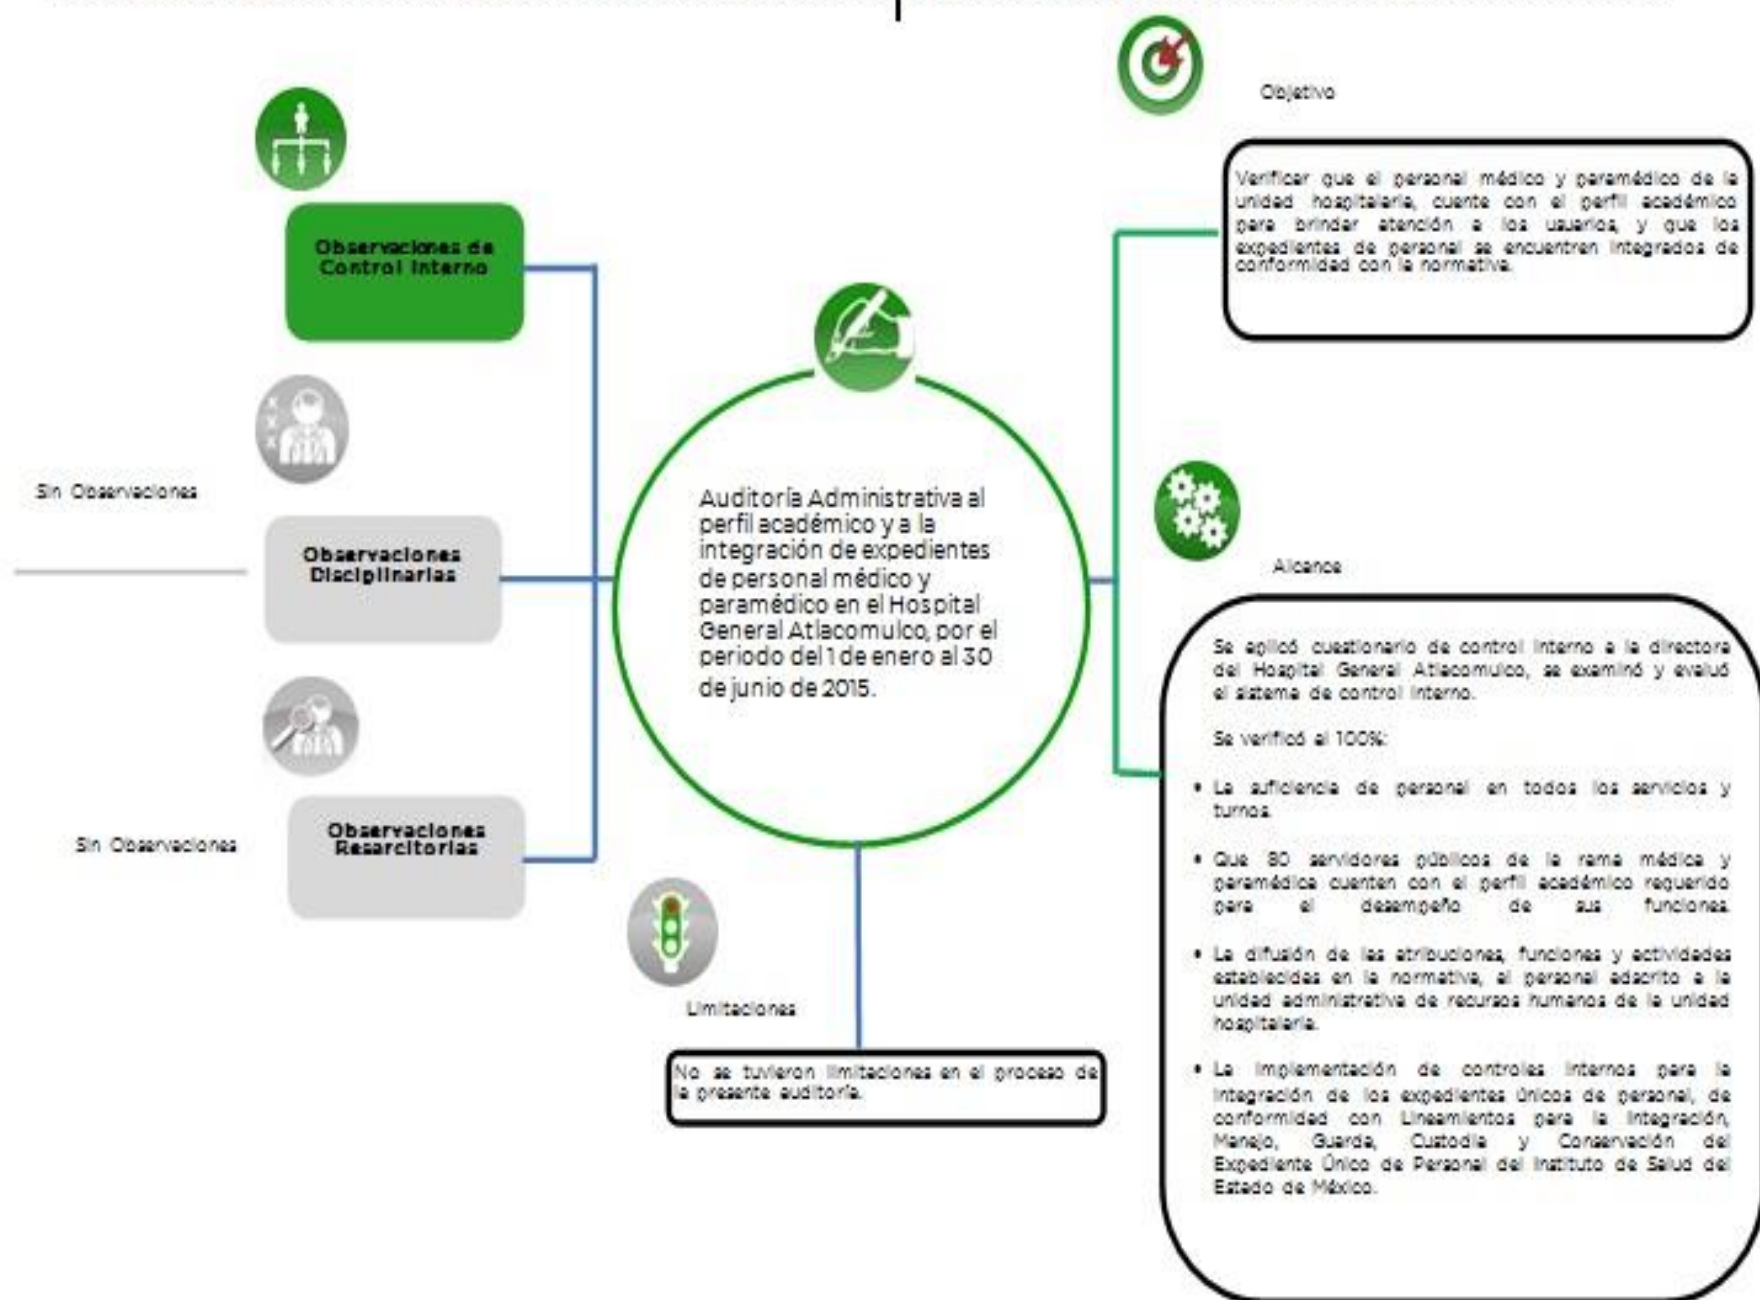 Objetivo
Verificar que el personal médico y paramédico de la
unidad hospitalaria, cuente con el perfil académico
para brindar atención a los usuarios, y que los
expedientes de personal se encuentren integrados de
conformidad con la normativa.
Observaciones de
Control Interno
Sin Observaciones
Observaciones
Disciplinarias
Sin Observaciones
Observaciones
Resarcitorias
Auditoría Administrativa al
perfil académico y a la
integración de expedientes
de personal médico y
paramédico en el Hospital
General Atlacomulco, por el
periodo del 1 de enero al 30
de junio de 2015.
Limitaciones
No se tuvieron limitaciones en el proceso de
la presente auditoría.
Alcance
Se aplicó cuestionario de control interno a la directora
del Hospital General Atlacomulco, se examinó y evaluó
el sistema de control interno.
Se verificó al 100%:
• La suficiencia de personal en todos los servicios y
turnos.
• Que 80 servidores públicos de la rama médica y
paramédica cuenten con el perfil académico requerido
para el desempeño de sus funciones.
• La difusión de las atribuciones, funciones y actividades
establecidas en la normativa, al personal adscrito a la
unidad administrativa de recursos humanos de la unidad
hospitalaria.
• La implementación de controles internos para la
integración de los expedientes únicos de personal, de
conformidad con Lineamientos para la Integración,
Manejo, Guarda, Custodia y Conservación del
Expediente Único de Personal del Instituto de Salud del
Estado de México.